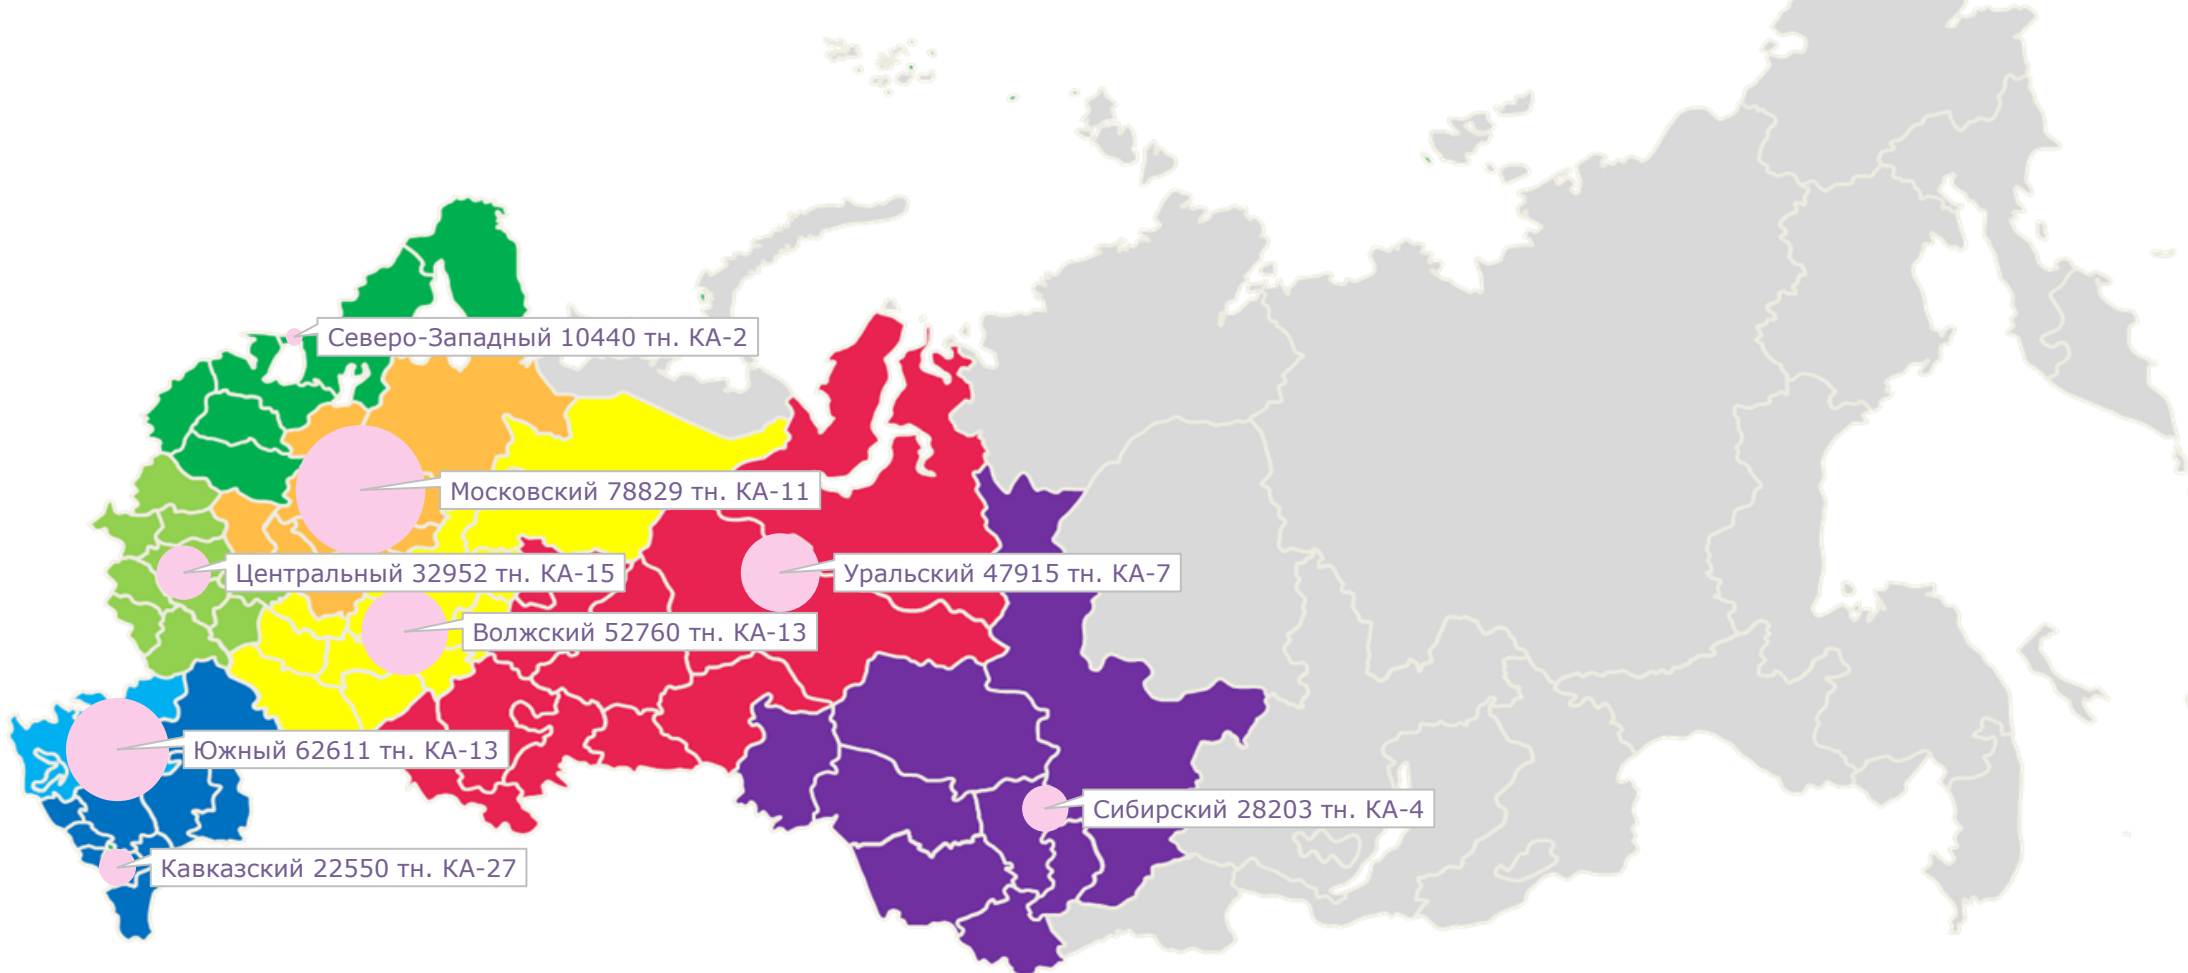 Северо-Западный 10440 тн. КА-2
Московский 78829 тн. КА-11
Центральный 32952 тн. КА-15
Уральский 47915 тн. КА-7
Волжский 52760 тн. КА-13
Южный 62611 тн. КА-13
Сибирский 28203 тн. КА-4
Кавказский 22550 тн. КА-27